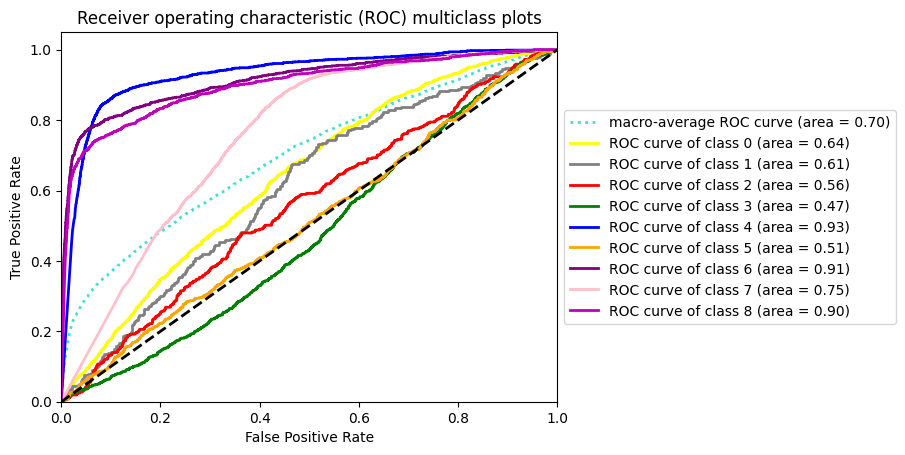 Receiver operating characteristic (ROC) multiclass plots
1.0
0.8
0.6
0.4
0.2
0.0
True Positive Rate
0.0 0.2 0.4 0.6 0.8 1.0
False Positive Rate
macro-average ROC curve (area = 0.70)
ROC curve of class 0 (area = 0.64)
ROC curve of class 1 (area = 0.61)
ROC curve of class 2 (area = 0.56)
ROC curve of class 3 (area = 0.47)
ROC curve of class 4 (area = 0.93)
ROC curve of class 5 (area = 0.51)
ROC curve of class 6 (area = 0.91)
ROC curve of class 7 (area = 0.75)
ROC curve of class 8 (area = 0.90)